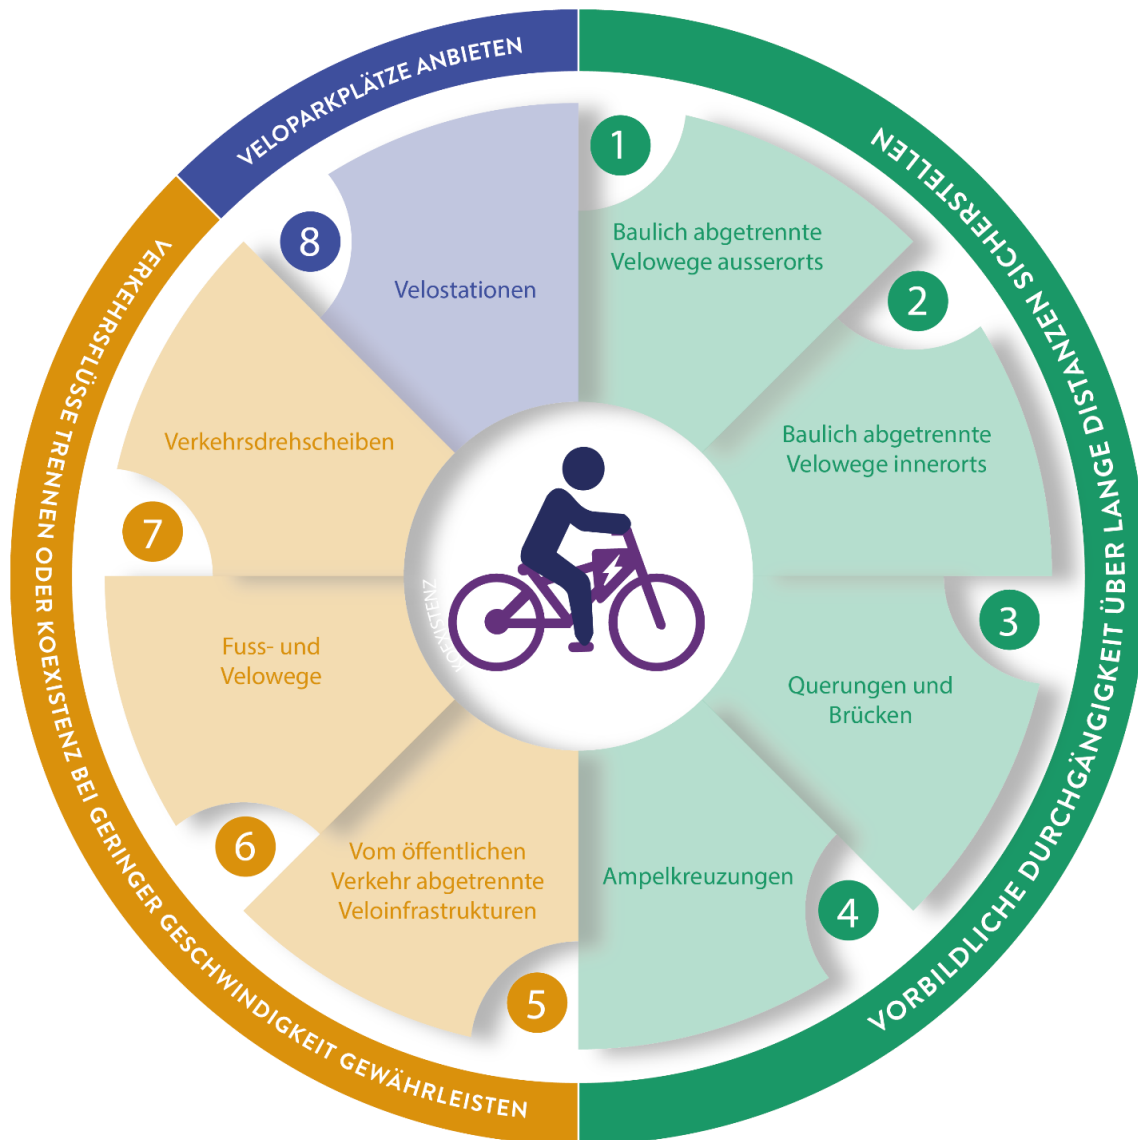 VELOPARKPLÄTZE ANBIETEN
VORBILDLICHE DURCHGÄNGIGKEIT ÜBER LANGE DISTANZEN SICHERSTELLEN
VERKEHRSFLÜSSE TRENNEN ODER KOEXISTENZ BEI GERINGER GESCHWINDIGKEIT GEWÄHRLEISTEN
1
Baulich abgetrennte
Velowege ausserorts
2
Baulich abgetrennte
Velowege innerorts
3
Querungen und
Brücken
4
Ampelkreuzungen
5
Vom öffentlichen
Verkehr abgetrennte
Veloinfrastrukturen
6
Fuss- und
Velowege
7
Verkehrsdrehscheiben
8
Velostationen
KOEXISTENZ